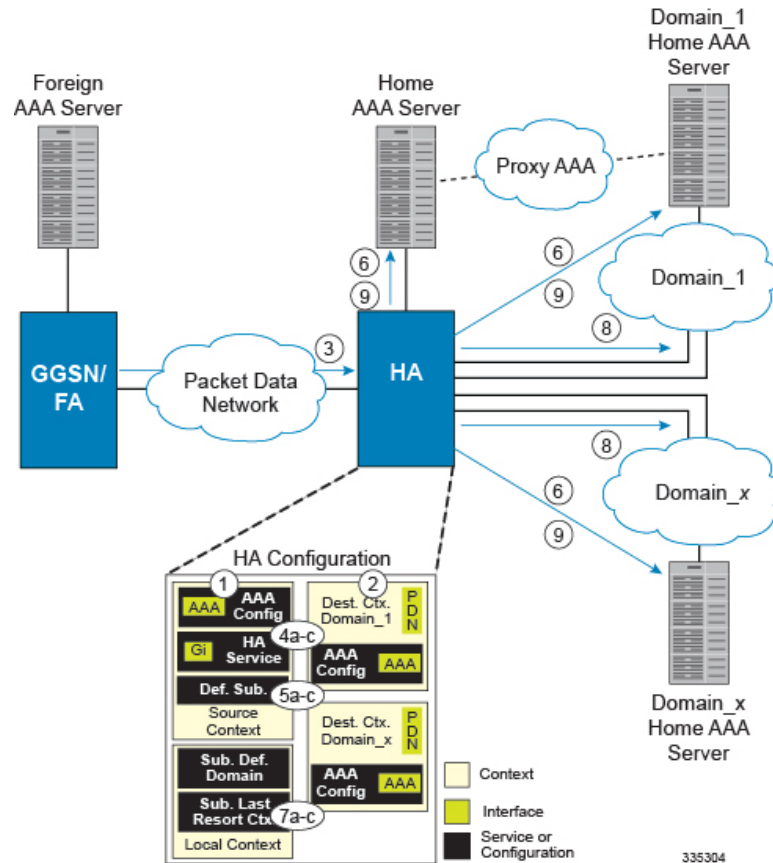 Domain_1
Home AAA
Server
Foreign
AAA Server
Home
AAA Server
Proxy AAA
6
9
6
9
Domain_1
8
3
GGSN/
FA
Packet Data
Network
HA
8
6
9
Domain_x
HA Configuration
1
2
AAA
AAA
Config
Dest. Ctx.
Domain_1
P
D
N
4a-c
Gi
HA
Service
AAA
Config
AAA
Def. Sub.
5a-c
Source
Context
Dest. Ctx.
Domain_x
P
D
N
Sub. Def.
Domain
AAA
Config
AAA
Sub. Last
Resort Ctx
7a-c
Local Context
Domain_x
Home AAA
Server
Context
Interface
Service or
Configuration
335304